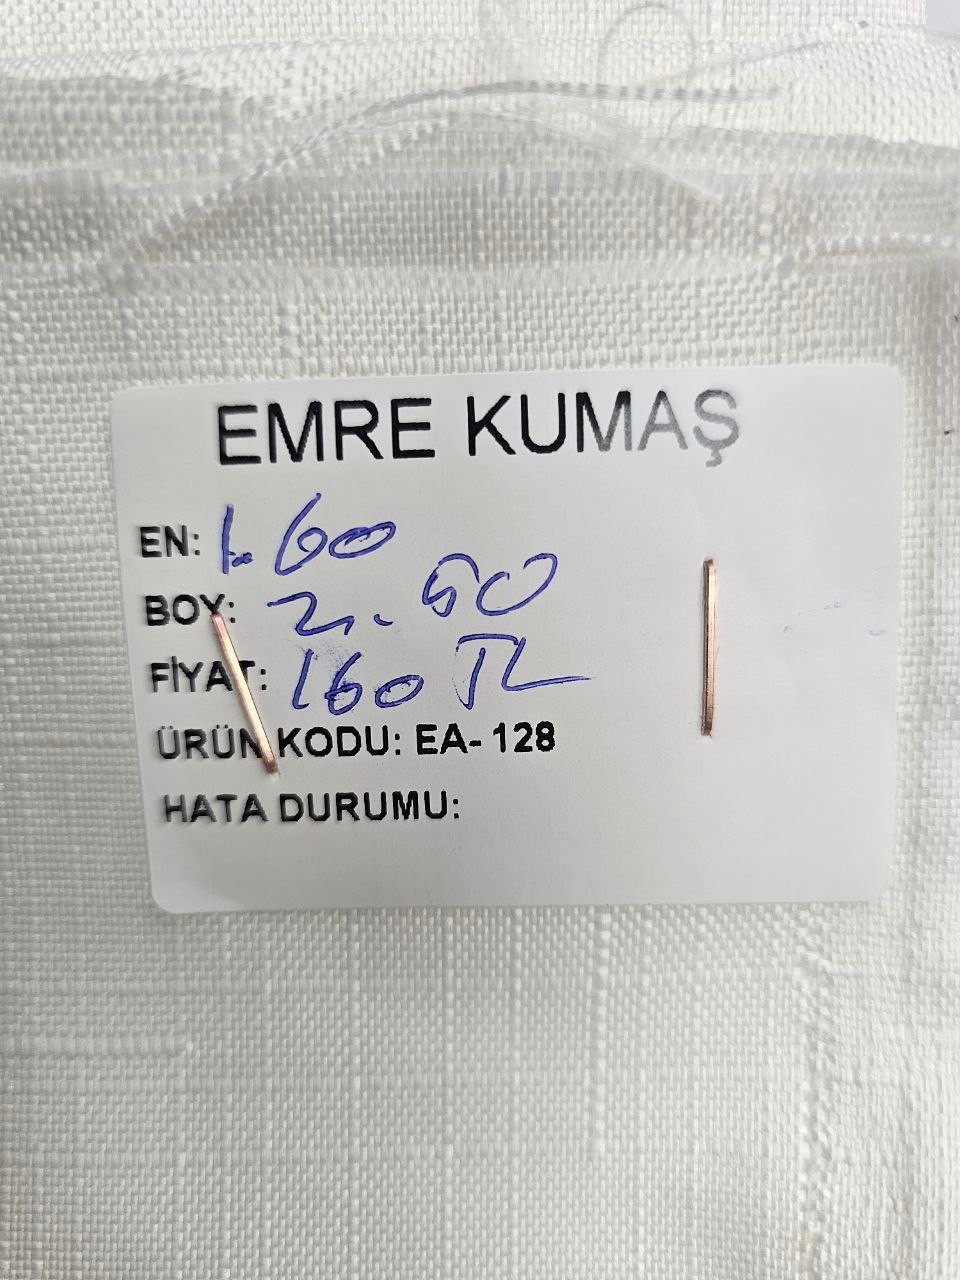 EMRE KUMAŞ
EN: 1.60
BOY: 2.50
FİYAT: 160 TL
ÜRÜN KODU: EA- 128
HATA DURUMU: